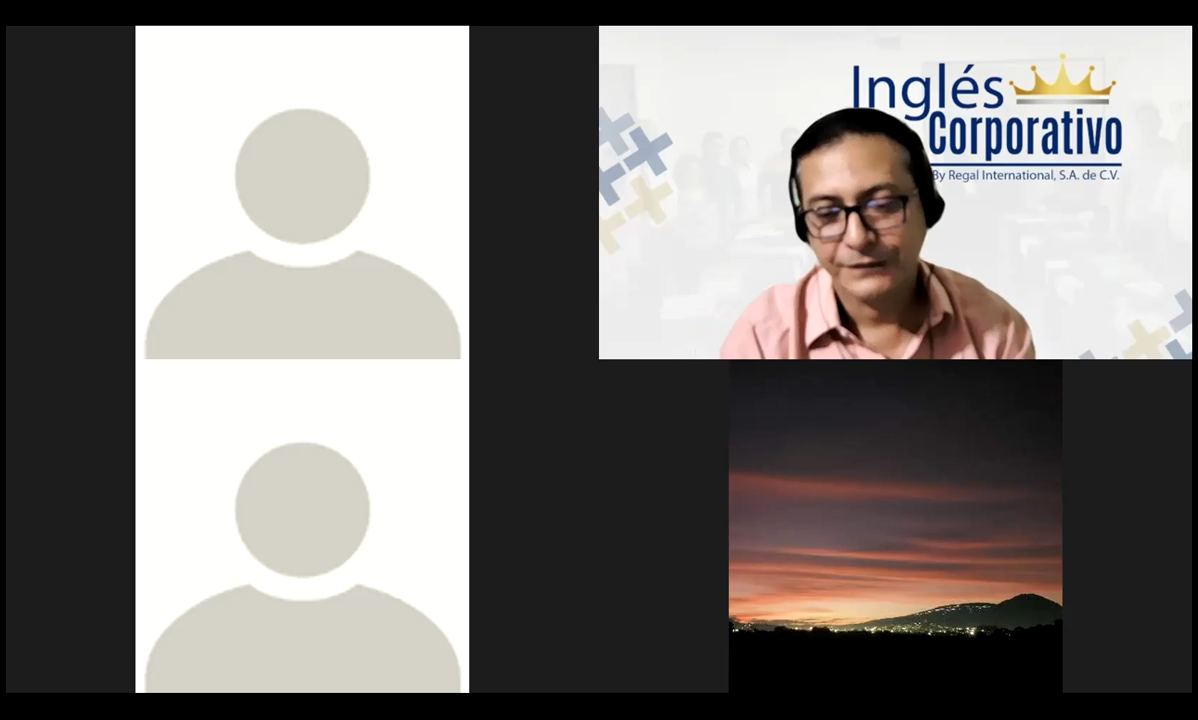 Inglés
Corporativo
By Regal International, S.A. de C.V.